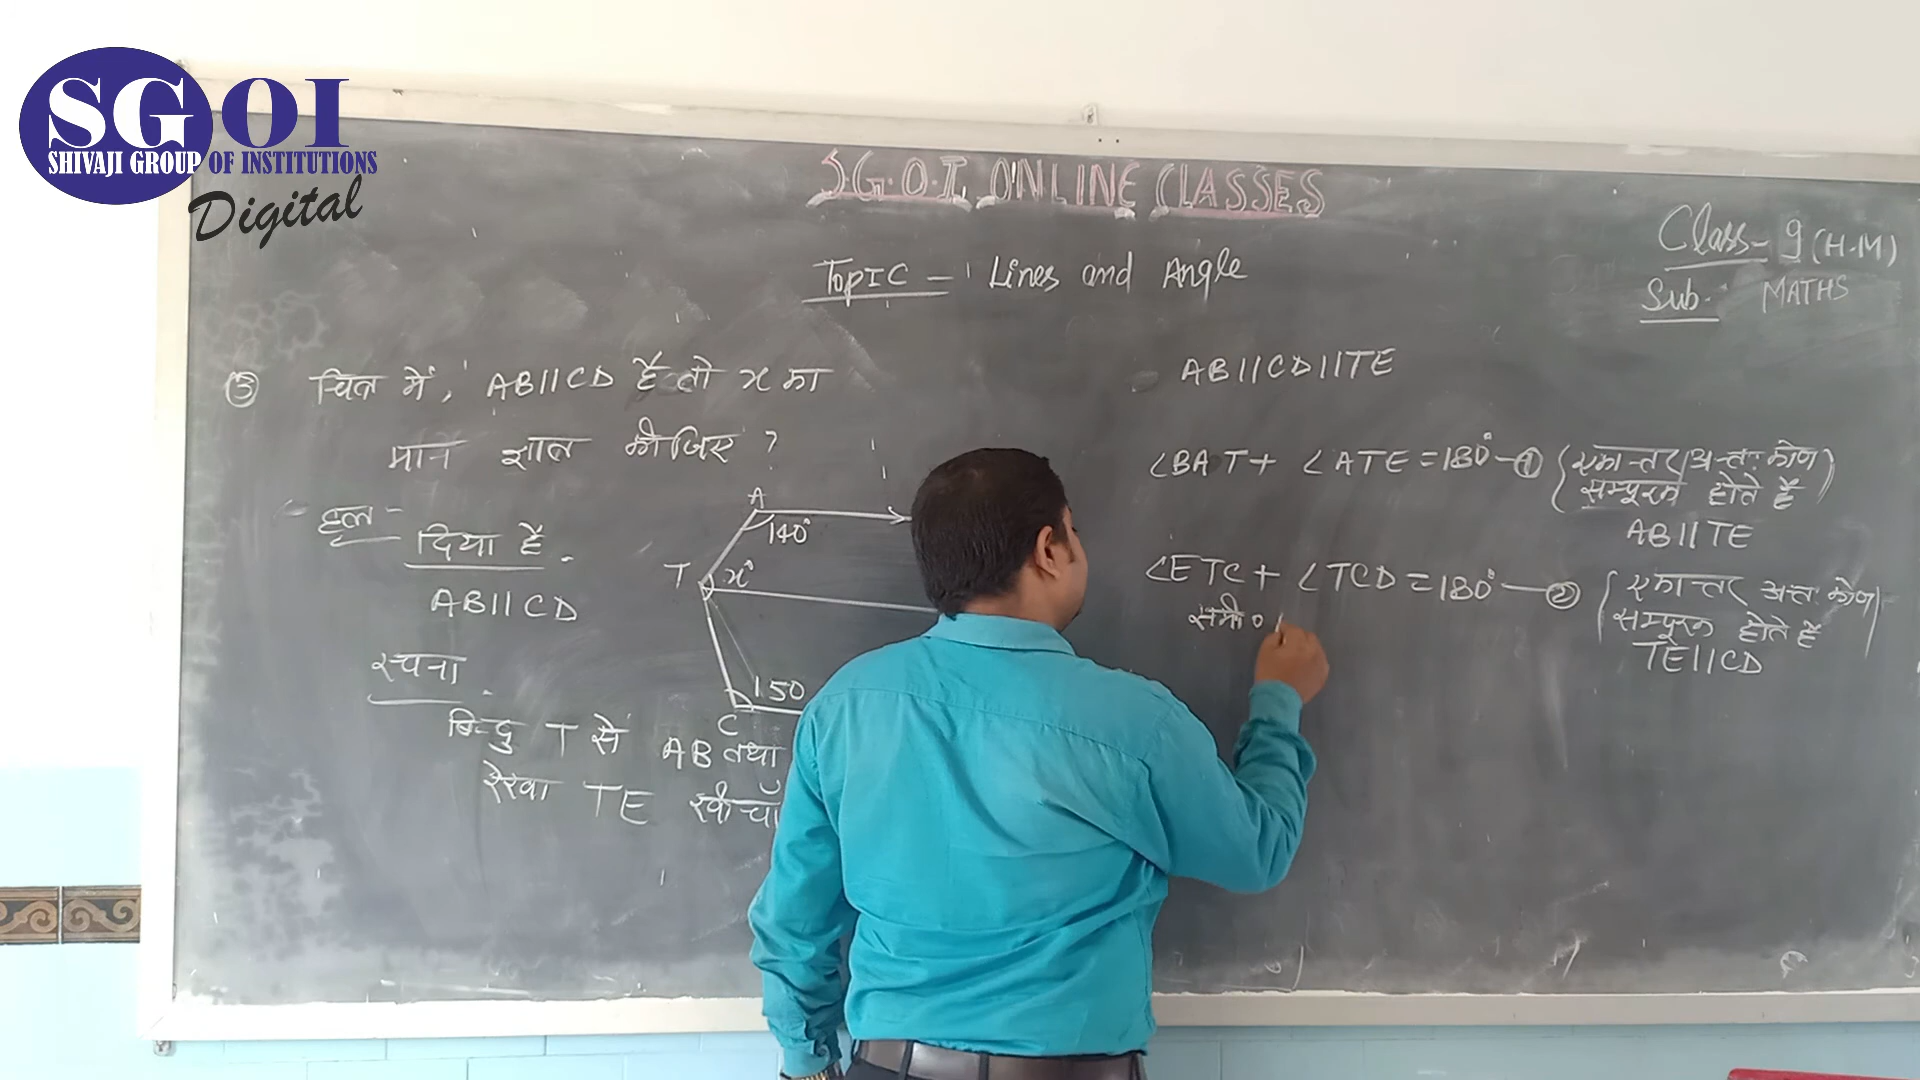 SGOI
SHIVAJI GROUP OF INSTITUTIONS
Digital
S.G.O.I. ONLINE CLASSES
Class- 9 (H.M)
Sub. MATHS
TOPIC - Lines and Angle
③ चित्र में, AB||CD है तो x का
मान ज्ञात कीजिए ?
हल -
दिया है.
AB||CD
रचना
बिन्दु T से AB तथा
रेखा TE खीचाँ
A
140°
T
x°
150
C
AB||CD||TE
∠BAT + ∠ATE = 180° — ① (एकान्तर अन्तः कोण
सम्पूरक होते है)
AB||TE
∠ETC + ∠TCD = 180° — ② (एकान्तर अन्तः कोण
सम्पूरक होते है)
TE||CD
समी०